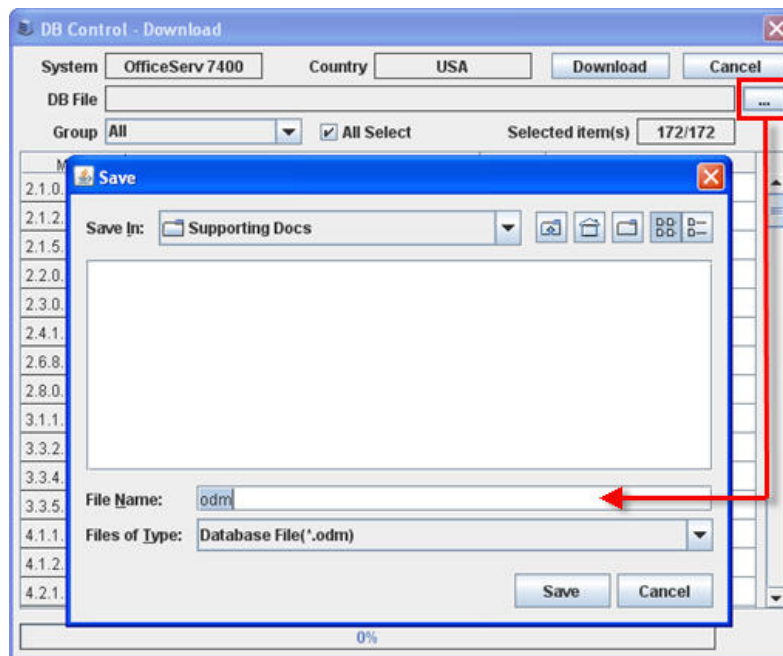 DB Control - Download
System OfficeServ 7400 Country USA Download Cancel
DB File ...
Group All All Select Selected item(s) 172/172
M
Save
2.1.0.
2.1.2.
Save In: Supporting Docs
2.1.5.
2.2.0.
2.3.0.
2.4.1.
2.6.8.
2.8.0.
3.1.1.
3.3.2.
3.3.4.
File Name: odm
3.3.5.
4.1.1.
Files of Type: Database File(*.odm)
4.1.2.
4.2.1.
Save Cancel
0%